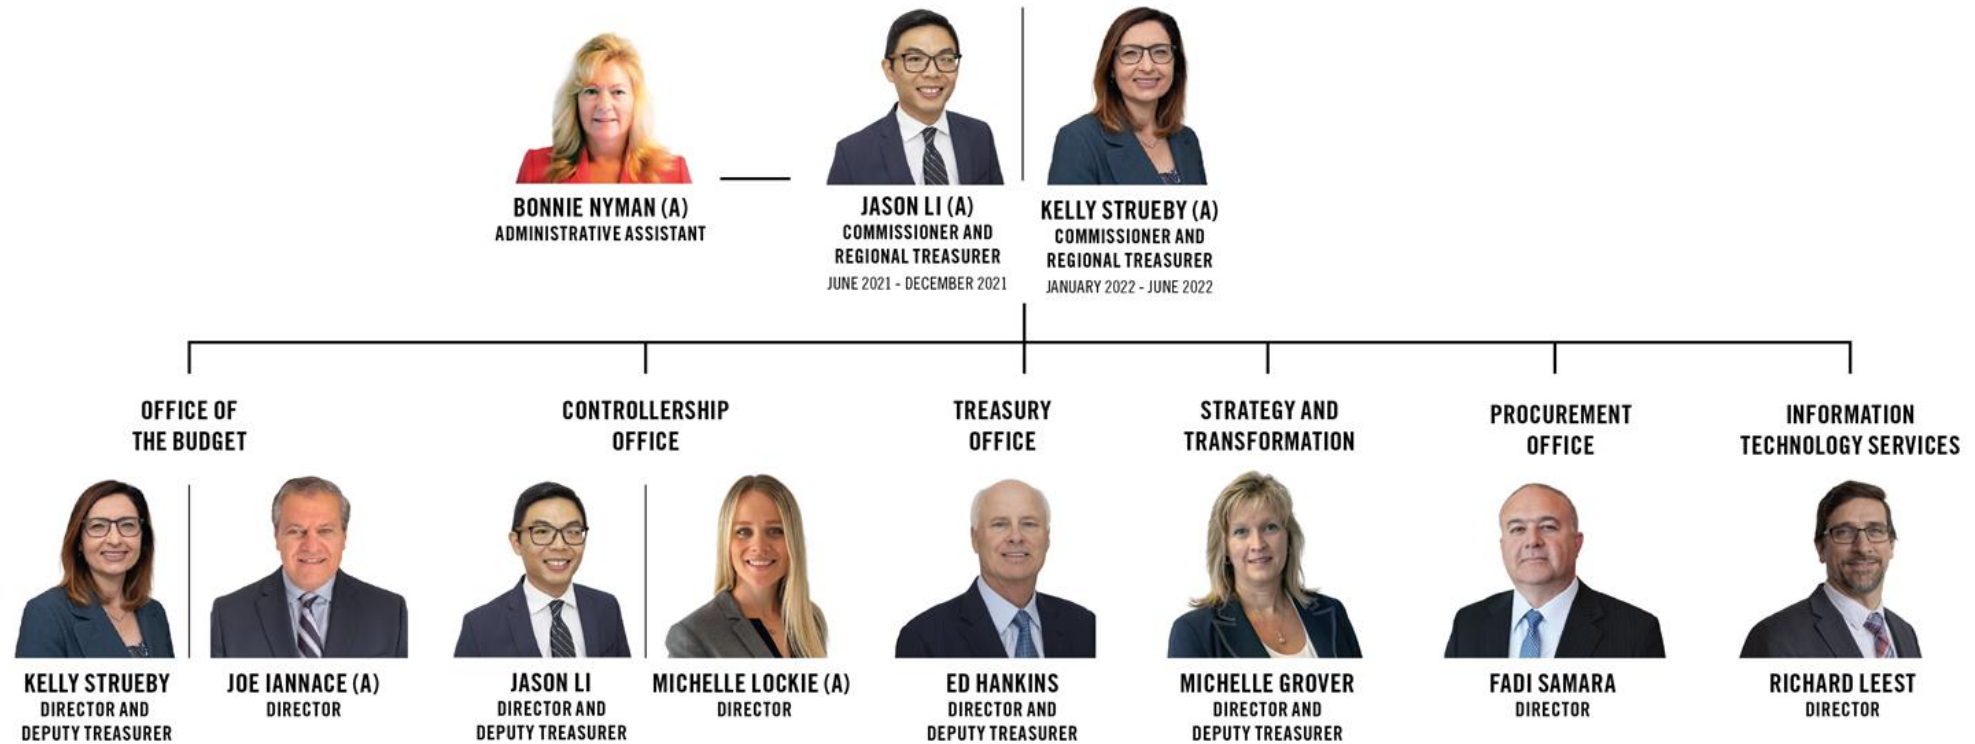 BONNIE NYMAN (A)
ADMINISTRATIVE ASSISTANT
JASON LI (A)
COMMISSIONER AND
REGIONAL TREASURER
JUNE 2021 - DECEMBER 2021
KELLY STRUEBY (A)
COMMISSIONER AND
REGIONAL TREASURER
JANUARY 2022 - JUNE 2022
OFFICE OF
THE BUDGET
CONTROLLERSHIP
OFFICE
TREASURY
OFFICE
STRATEGY AND
TRANSFORMATION
PROCUREMENT
OFFICE
INFORMATION
TECHNOLOGY SERVICES
KELLY STRUEBY
DIRECTOR AND
DEPUTY TREASURER
JOE IANNACE (A)
DIRECTOR
JASON LI
DIRECTOR AND
DEPUTY TREASURER
MICHELLE LOCKIE (A)
DIRECTOR
ED HANKINS
DIRECTOR AND
DEPUTY TREASURER
MICHELLE GROVER
DIRECTOR AND
DEPUTY TREASURER
FADI SAMARA
DIRECTOR
RICHARD LEEST
DIRECTOR